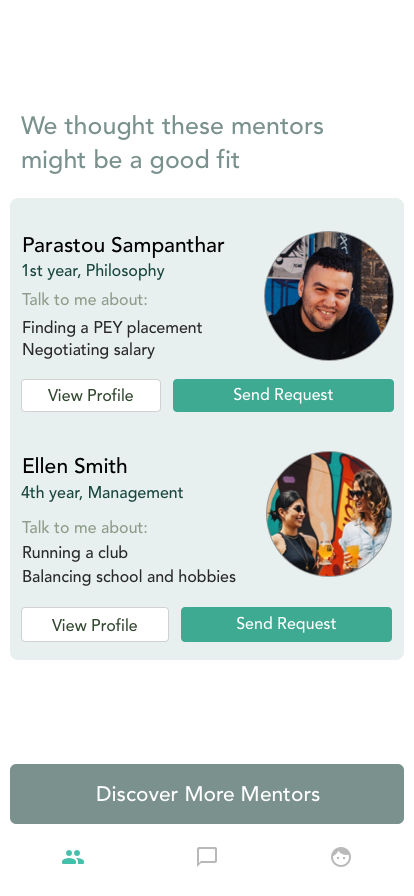 We thought these mentors
might be a good fit
Parastou Sampanthar
1st year, Philosophy
Talk to me about:
Finding a PEY placement
Negotiating salary
View Profile
Send Request
Ellen Smith
4th year, Management
Talk to me about:
Running a club
Balancing school and hobbies
View Profile
Send Request
Discover More Mentors